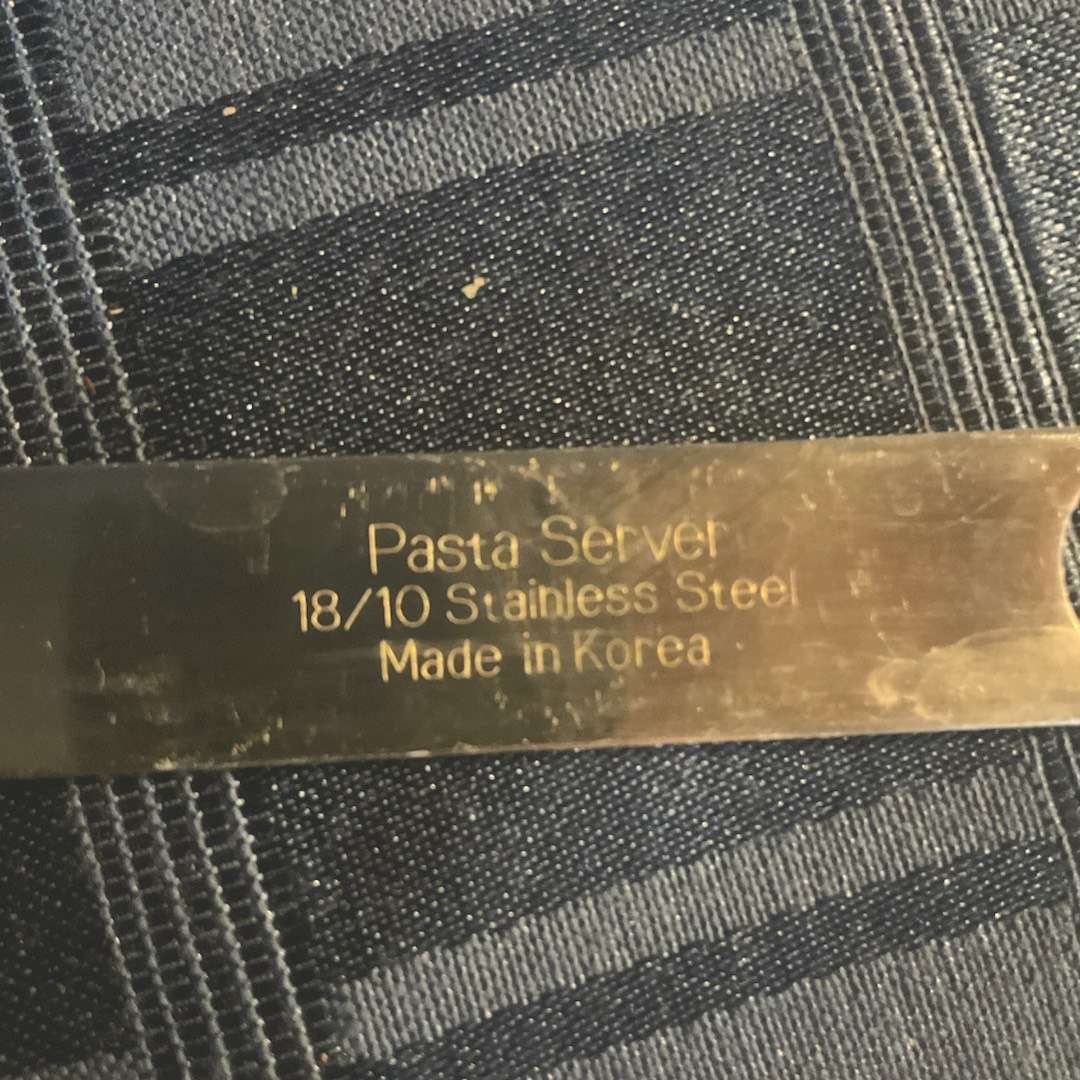 Pasta Server
18/10 Stainless Steel
Made in Korea